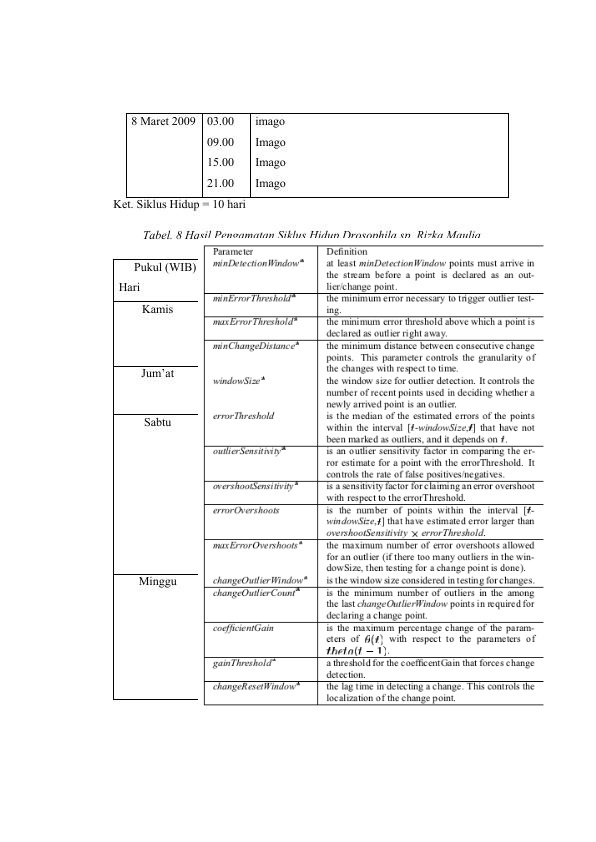 8 Maret 2009 03.00 imago
09.00 Imago
15.00 Imago
21.00 Imago
Ket. Siklus Hidup = 10 hari
Tabel. 8 Hasil Pengamatan Siklus Hidup Drosophila sp. Rizka Maulia
Pukul (WIB)
Hari
Kamis
Jum’at
Sabtu
Minggu
Parameter Definition
minDetectionWindow* at least minDetectionWindow points must arrive in
the stream before a point is declared as an out-
lier/change point.
minErrorThreshold* the minimum error necessary to trigger outlier test-
ing.
maxErrorThreshold* the minimum error threshold above which a point is
declared as outlier right away.
minChangeDistance* the minimum distance between consecutive change
points. This parameter controls the granularity of
the changes with respect to time.
windowSize* the window size for outlier detection. It controls the
number of recent points used in deciding whether a
newly arrived point is an outlier.
errorThreshold is the median of the estimated errors of the points
within the interval [t-windowSize,t] that have not
been marked as outliers, and it depends on t.
outlierSensitivity* is an outlier sensitivity factor in comparing the er-
ror estimate for a point with the errorThreshold. It
controls the rate of false positives/negatives.
overshootSensitivity* is a sensitivity factor for claiming an error overshoot
with respect to the errorThreshold.
errorOvershoots is the number of points within the interval [t-
windowSize,t] that have estimated error larger than
overshootSensitivity × errorThreshold.
maxErrorOvershoots* the maximum number of error overshoots allowed
for an outlier (if there too many outliers in the win-
dowSize, then testing for a change point is done).
changeOutlierWindow* is the window size considered in testing for changes.
changeOutlierCount* is the minimum number of outliers in the among
the last changeOutlierWindow points in required for
declaring a change point.
coefficientGain is the maximum percentage change of the param-
eters of θ(t) with respect to the parameters of
theta(t − 1).
gainThreshold* a threshold for the coefficentGain that forces change
detection.
changeResetWindow* the lag time in detecting a change. This controls the
localization of the change point.